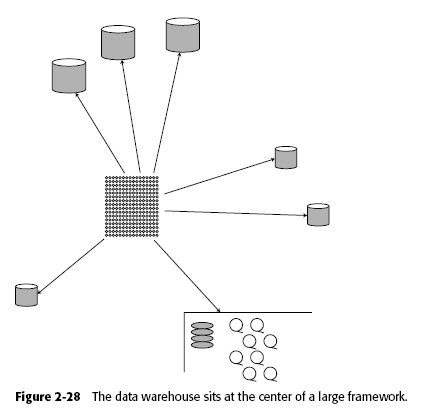 Figure 2-28 The data warehouse sits at the center of a large framework.